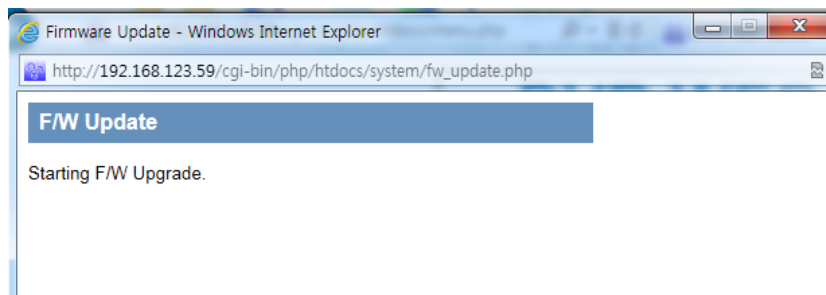 Firmware Update - Windows Internet Explorer
http://192.168.123.59/cgi-bin/php/htdocs/system/fw_update.php
F/W Update
Starting F/W Upgrade.